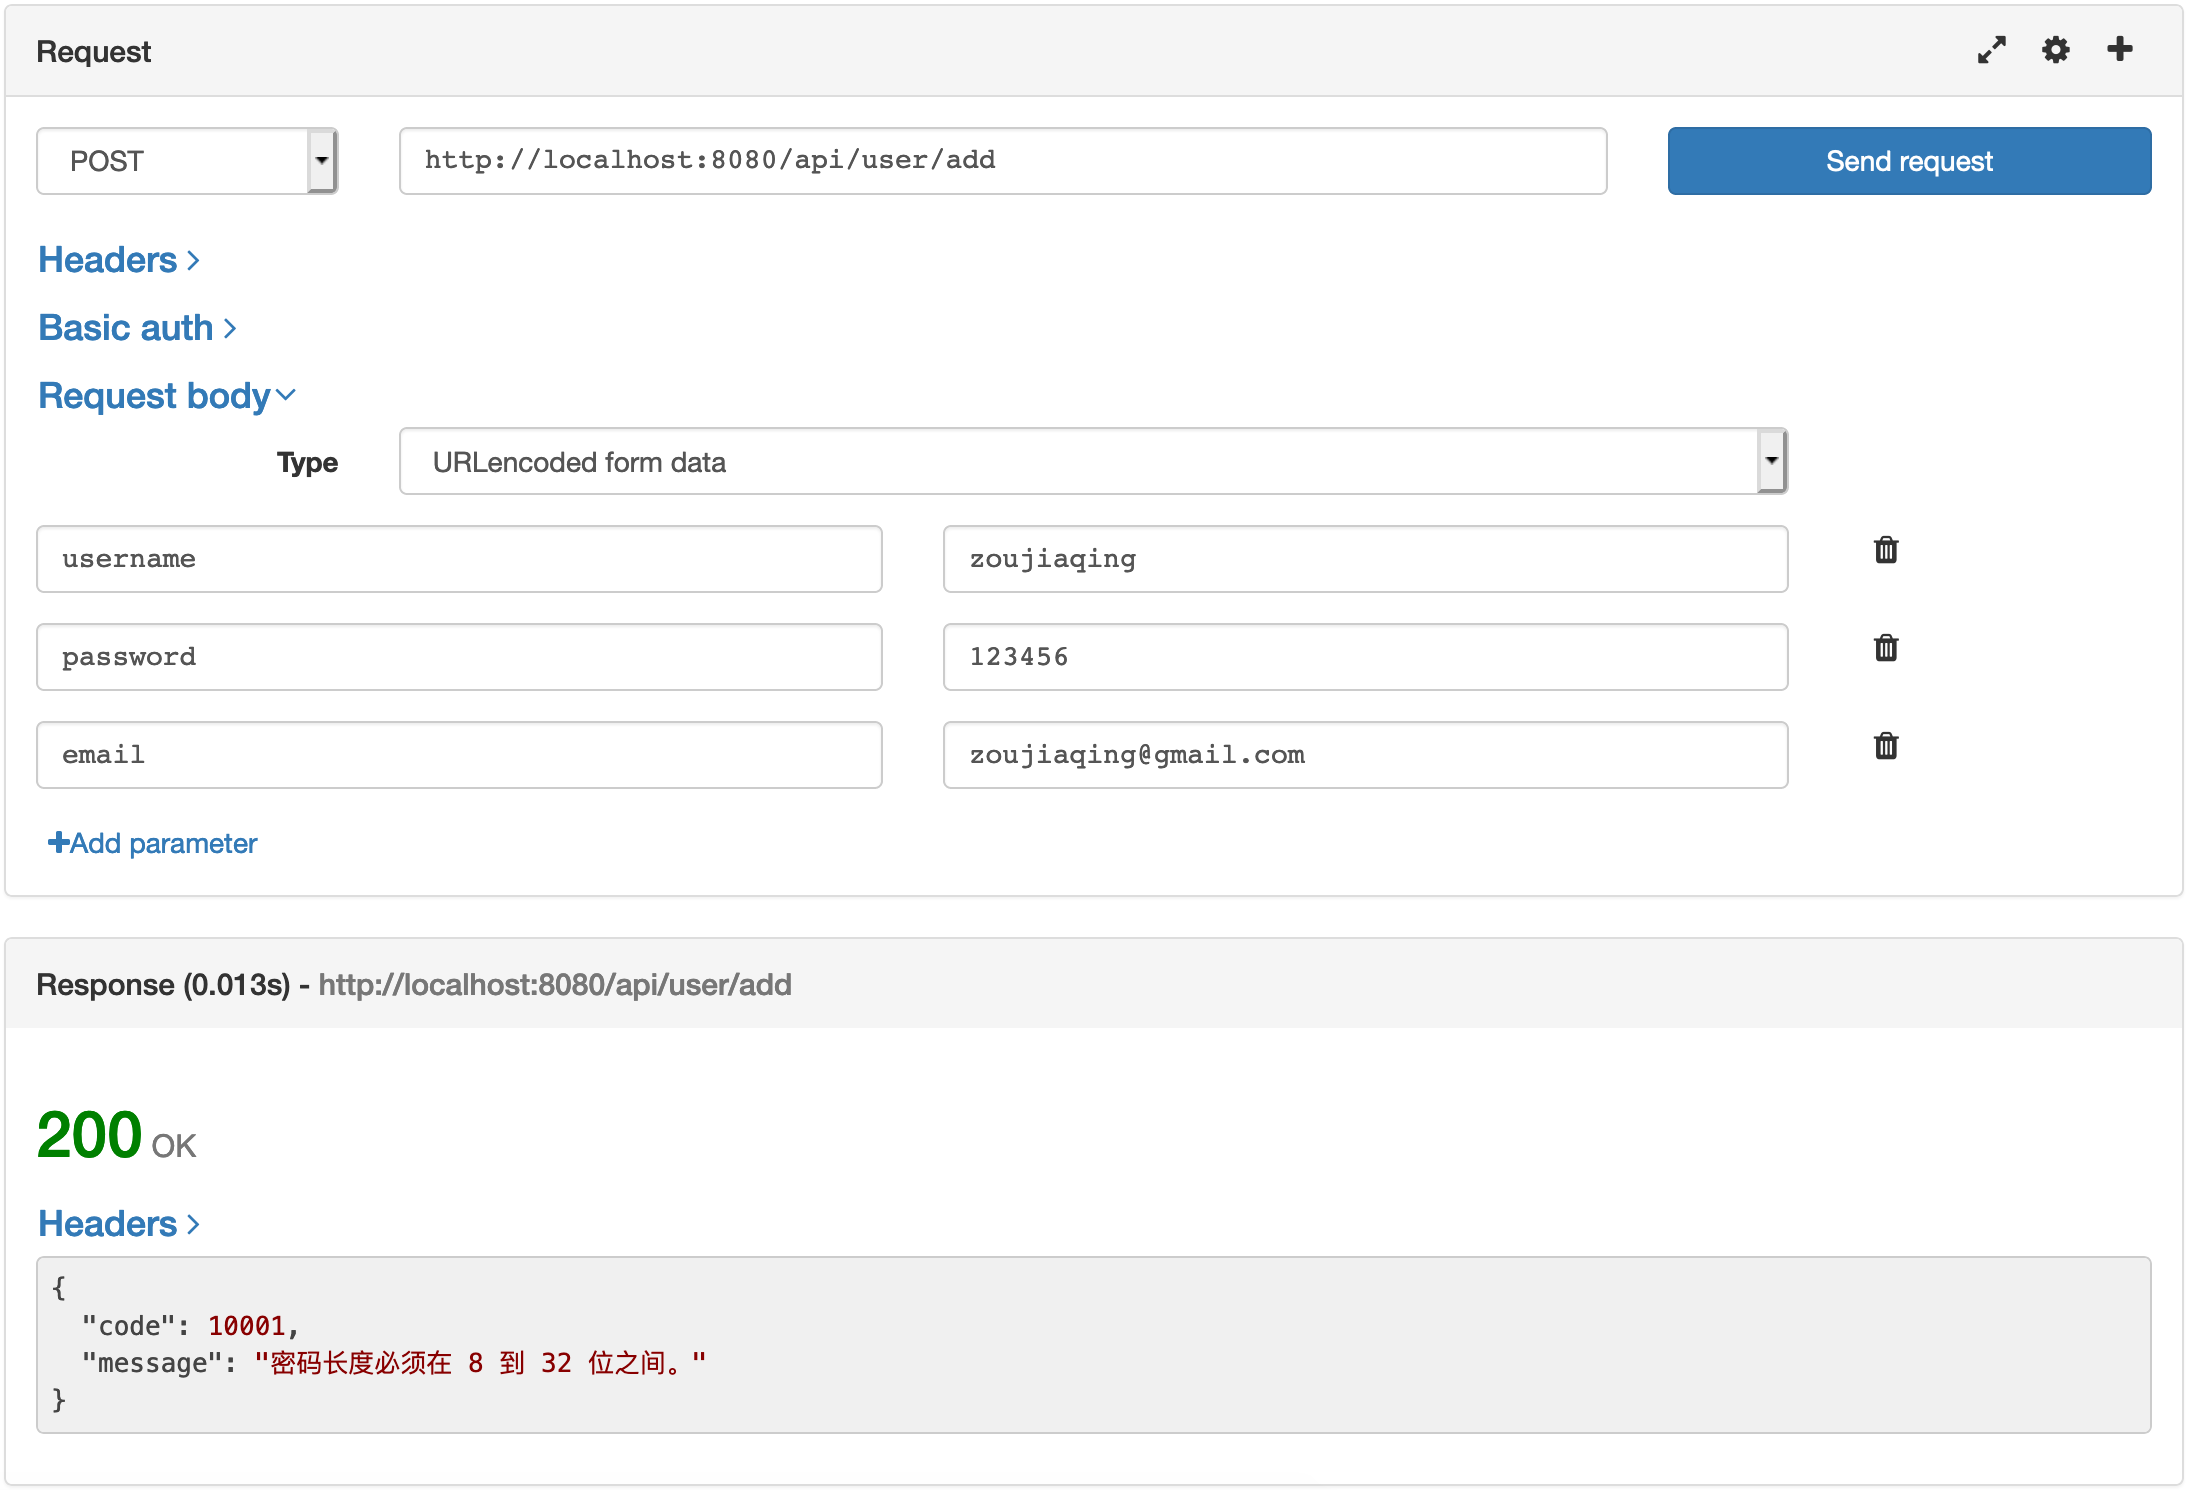 Request
POST
http://localhost:8080/api/user/add
Send request
Headers
Basic auth
Request body
Type
URLencoded form data
username
zoujiaqing
password
123456
email
zoujiaqing@gmail.com
Add parameter
Response (0.013s) - http://localhost:8080/api/user/add
200 OK
Headers
{
"code": 10001,
"message": "密码长度必须在 8 到 32 位之间。"
}